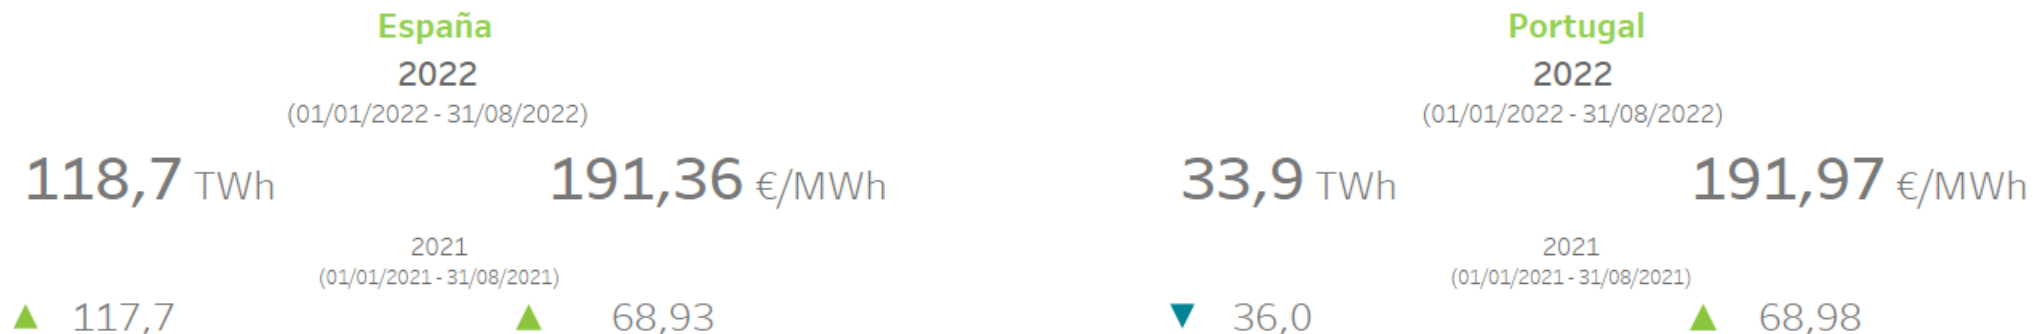 España
2022
(01/01/2022 - 31/08/2022)
118,7 TWh
191,36 €/MWh
2021
(01/01/2021 - 31/08/2021)
▲ 117,7
▲ 68,93
Portugal
2022
(01/01/2022 - 31/08/2022)
33,9 TWh
191,97 €/MWh
2021
(01/01/2021 - 31/08/2021)
▼ 36,0
▲ 68,98